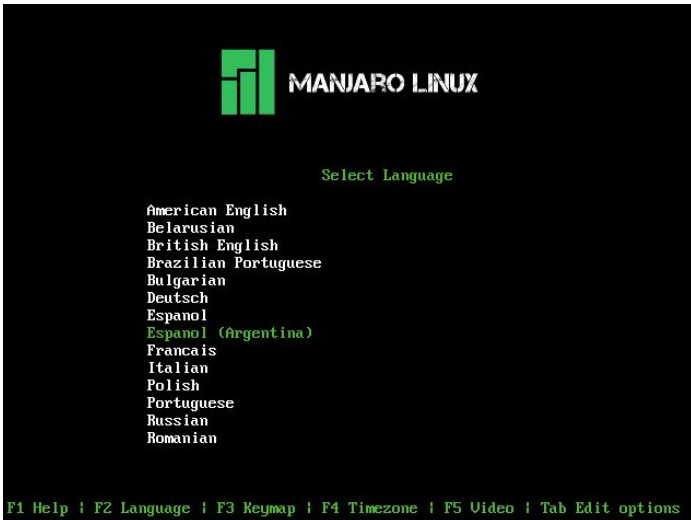 MANJARO LINUX
Select Language
American English
Belarusian
British English
Brazilian Portuguese
Bulgarian
Deutsch
Espanol
Espanol (Argentina)
Francais
Italian
Polish
Portuguese
Russian
Romanian
F1 Help | F2 Language | F3 Keymap | F4 Timezone | F5 Video | Tab Edit options